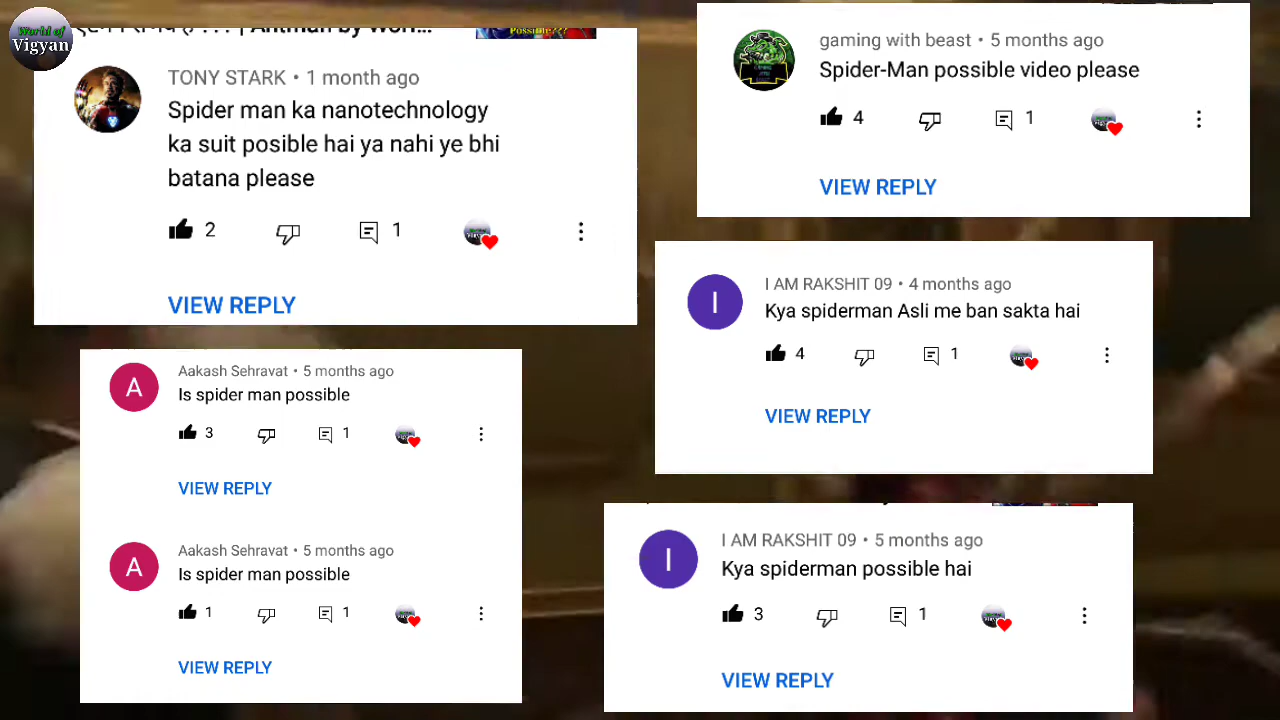 World of
Vigyan
Antman by Worl...
Possible???
TONY STARK • 1 month ago
Spider man ka nanotechnology
ka suit posible hai ya nahi ye bhi
batana please
2 1
VIEW REPLY
gaming with beast • 5 months ago
Spider-Man possible video please
4 1
VIEW REPLY
I
I AM RAKSHIT 09 • 4 months ago
Kya spiderman Asli me ban sakta hai
4 1
VIEW REPLY
A
Aakash Sehravat • 5 months ago
Is spider man possible
3 1
VIEW REPLY
A
Aakash Sehravat • 5 months ago
Is spider man possible
1 1
VIEW REPLY
I
I AM RAKSHIT 09 • 5 months ago
Kya spiderman possible hai
3 1
VIEW REPLY